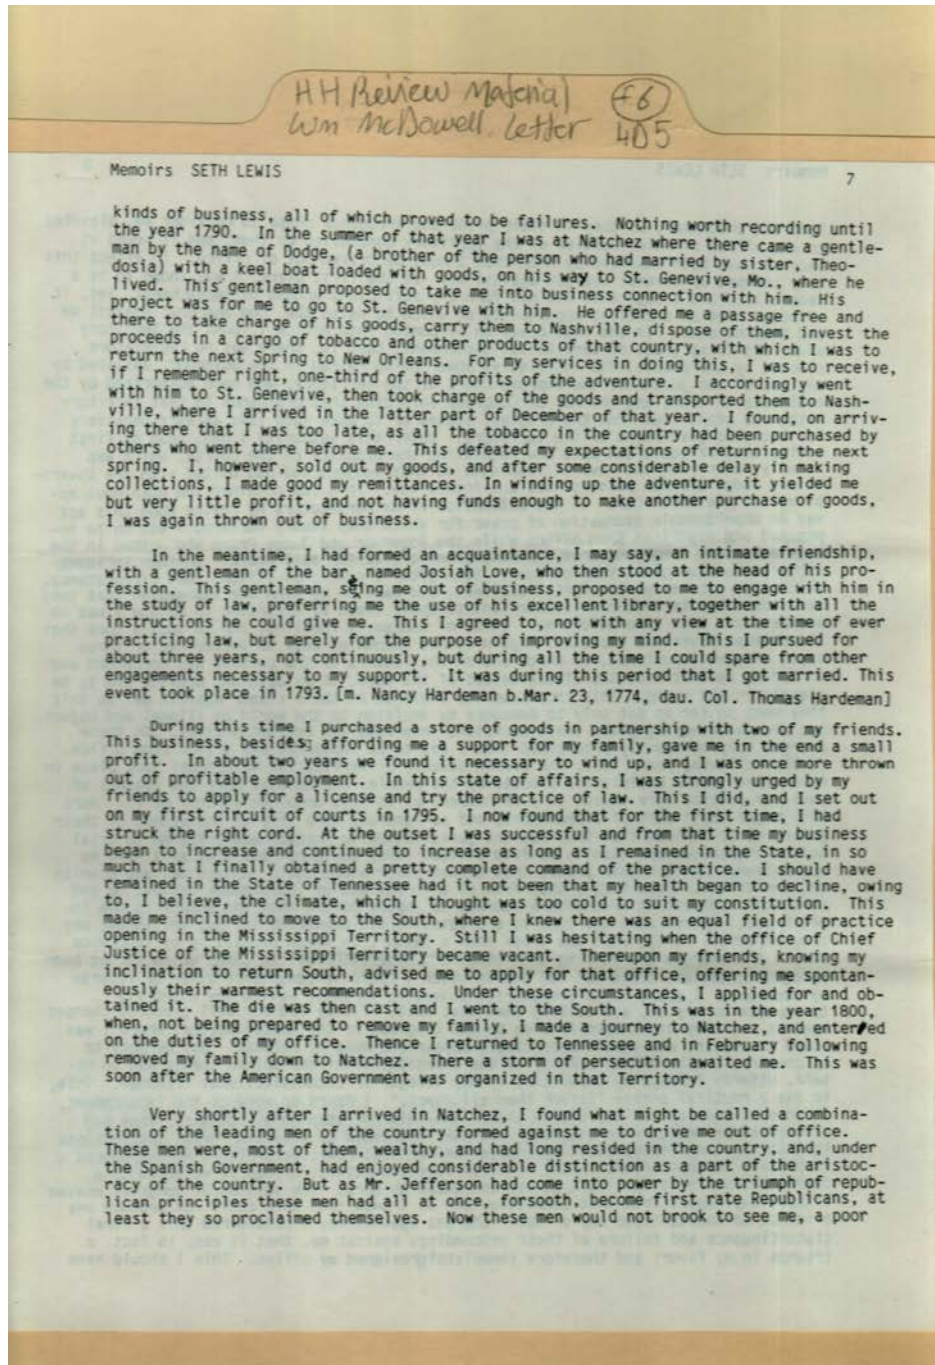 HH Review Material f6
Wm McDowell Letter 4D5
Memoirs SETH LEWIS 7
kinds of business, all of which proved to be failures. Nothing worth recording until
the year 1790. In the summer of that year I was at Natchez where there came a gentle-
man by the name of Dodge, (a brother of the person who had married by sister, Theo-
dosia) with a keel boat loaded with goods, on his way to St. Genevive, Mo., where he
lived. This gentleman proposed to take me into business connection with him. His
project was for me to go to St. Genevive with him. He offered me a passage free and
there to take charge of his goods, carry them to Nashville, dispose of them, invest the
proceeds in a cargo of tobacco and other products of that country, with which I was to
return the next Spring to New Orleans. For my services in doing this, I was to receive,
if I remember right, one-third of the profits of the adventure. I accordingly went
with him to St. Genevive, then took charge of the goods and transported them to Nash-
ville, where I arrived in the latter part of December of that year. I found, on arriv-
ing there that I was too late, as all the tobacco in the country had been purchased by
others who went there before me. This defeated my expectations of returning the next
spring. I, however, sold out my goods, and after some considerable delay in making
collections, I made good my remittances. In winding up the adventure, it yielded me
but very little profit, and not having funds enough to make another purchase of goods,
I was again thrown out of business.
In the meantime, I had formed an acquaintance, I may say, an intimate friendship,
with a gentleman of the bar, named Josiah Love, who then stood at the head of his pro-
fession. This gentleman, seing me out of business, proposed to me to engage with him in
the study of law, preferring me the use of his excellent library, together with all the
instructions he could give me. This I agreed to, not with any view at the time of ever
practicing law, but merely for the purpose of improving my mind. This I pursued for
about three years, not continuously, but during all the time I could spare from other
engagements necessary to my support. It was during this period that I got married. This
event took place in 1793. [m. Nancy Hardeman b.Mar. 23, 1774, dau. Col. Thomas Hardeman]
During this time I purchased a store of goods in partnership with two of my friends.
This business, besides; affording me a support for my family, gave me in the end a small
profit. In about two years we found it necessary to wind up, and I was once more thrown
out of profitable employment. In this state of affairs, I was strongly urged by my
friends to apply for a license and try the practice of law. This I did, and I set out
on my first circuit of courts in 1795. I now found that for the first time, I had
struck the right cord. At the outset I was successful and from that time my business
began to increase and continued to increase as long as I remained in the State, in so
much that I finally obtained a pretty complete command of the practice. I should have
remained in the State of Tennessee had it not been that my health began to decline, owing
to, I believe, the climate, which I thought was too cold to suit my constitution. This
made me inclined to move to the South, where I knew there was an equal field of practice
opening in the Mississippi Territory. Still I was hesitating when the office of Chief
Justice of the Mississippi Territory became vacant. Thereupon my friends, knowing my
inclination to return South, advised me to apply for that office, offering me spontan-
eously their warmest recommendations. Under these circumstances, I applied for and ob-
tained it. The die was then cast and I went to the South. This was in the year 1800,
when, not being prepared to remove my family, I made a journey to Natchez, and entered
on the duties of my office. Thence I returned to Tennessee and in February following
removed my family down to Natchez. There a storm of persecution awaited me. This was
soon after the American Government was organized in that Territory.
Very shortly after I arrived in Natchez, I found what might be called a combina-
tion of the leading men of the country formed against me to drive me out of office.
These men were, most of them, wealthy, and had long resided in the country, and, under
the Spanish Government, had enjoyed considerable distinction as a part of the aristoc-
racy of the country. But as Mr. Jefferson had come into power by the triumph of repub-
lican principles these men had all at once, forsooth, become first rate Republicans, at
least they so proclaimed themselves. Now these men would not brook to see me, a poor